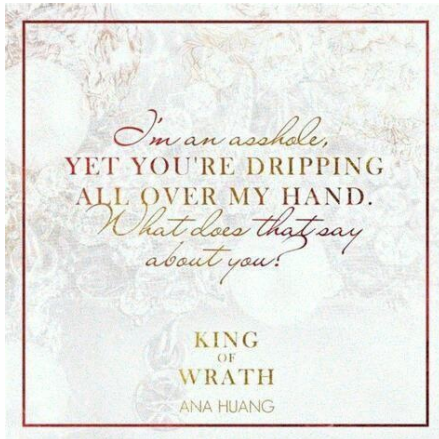 I'm an asshole,
YET YOU'RE DRIPPING
ALL OVER MY HAND.
What does that say
about you?
KING
OF
WRATH
ANA HUANG